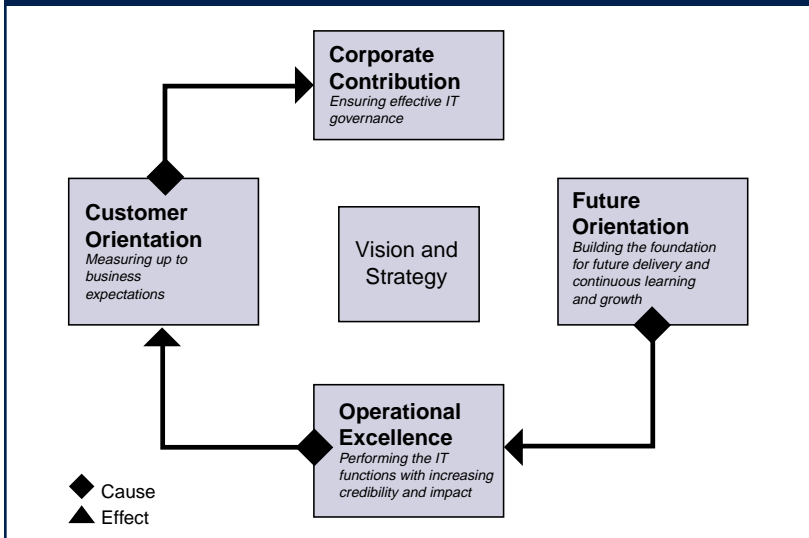 Corporate
Contribution
Ensuring effective IT
governance
Customer
Orientation
Measuring up to
business
expectations
Vision and
Strategy
Future
Orientation
Building the foundation
for future delivery and
continuous learning
and growth
Operational
Excellence
Performing the IT
functions with increasing
credibility and impact
Cause
Effect